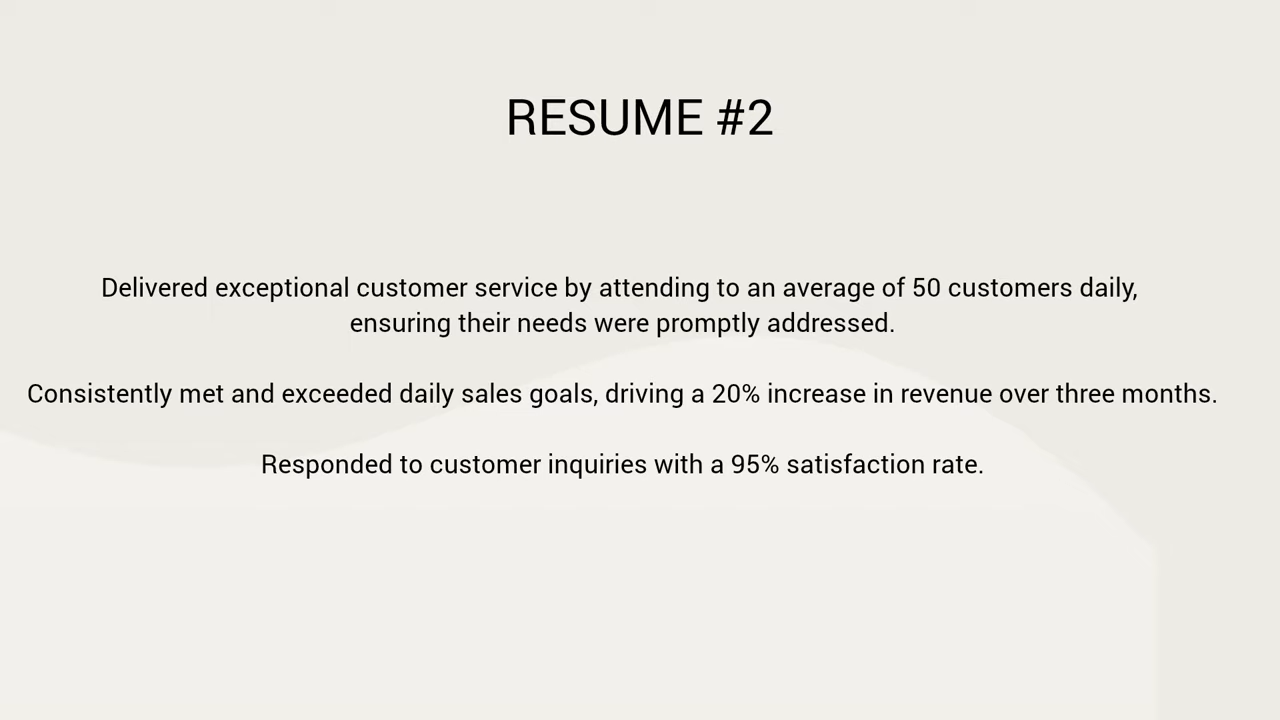 RESUME #2
Delivered exceptional customer service by attending to an average of 50 customers daily,
ensuring their needs were promptly addressed.
Consistently met and exceeded daily sales goals, driving a 20% increase in revenue over three months.
Responded to customer inquiries with a 95% satisfaction rate.